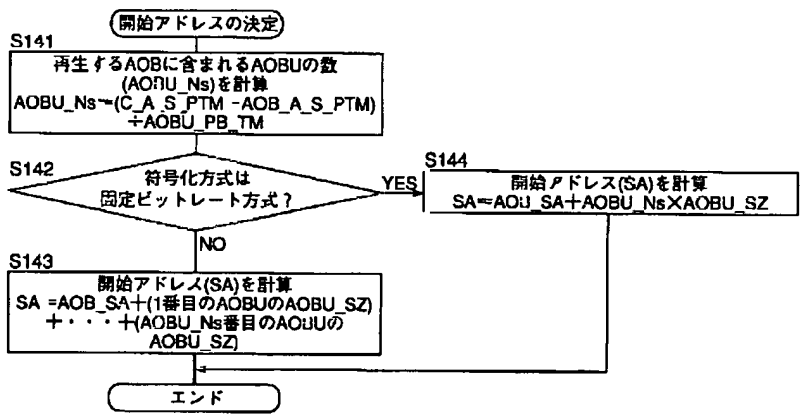 開始アドレスの決定
S141
再生するAOBに含まれるAOBUの数
(AOBU_Ns)を計算
AOBU_Ns=(C_A_S_PTM -AOB_A_S_PTM)
÷AOBU_PB_TM
S142
符号化方式は
固定ビットレート方式?
YES
S144
開始アドレス(SA)を計算
SA=AOB_SA+AOBU_Ns×AOBU_SZ
NO
S143
開始アドレス(SA)を計算
SA =AOB_SA+(1番目のAOBUのAOBU_SZ)
+・・・+(AOBU_Ns番目のAOBUの
AOBU_SZ)
エンド